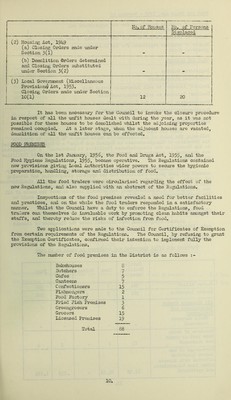 No.of Houses No. of Persons
Displaced
(2) Housing Act, 1949
(a) Closing Orders made under
Section 3(1) - -
(b) Demolition Orders determined
and Closing Orders substituted
under Section 3(2) - -
(3) Local Government (Miscellaneous
Provisions) Act, 1953.
Closing Orders made under Section
10(1) 12 20
It has been necessary for the Council to invoke the closure procedure
in respect of all the unfit houses dealt with during the year, as it was not
possible for these houses to be demolished whilst the adjoining properties
remained occupied. At a later stage, when the adjacent houses are vacated,
demolition of all the unfit houses can be effected.
FOOD PREMISES
On the 1st January, 1956, the Food and Drugs Act, 1955, and the
Food Hygiene Regulations, 1955, became operative. The Regulations contained
new provisions giving Local Authorities wider powers to secure the hygienic
preparation, handling, storage and distribution of food.
All the food traders were circularised regarding the effect of the
new Regulations, and also supplied with an abstract of the Regulations.
Inspection of the food premises revealed a need for better facilities
and practices, and on the whole the food traders responded in a satisfactory
manner. Whilst the Council have a duty to enforce the Regulations, food
traders can themselves do invaluable work by promoting clean habits amongst their
staffs, and thereby reduce the risks of infection from food.
Two applications were made to the Council for Certificates of Exemption
from certain requirements of the Regulations. The Council, by refusing to grant
the Exemption Certificates, confirmed their intention to implement fully the
provisions of the Regulations.
The number of food premises in the District is as follows :-
Bakehouses
Butchers
Cafes 5
Canteens 7
Confectioners 13
Fishmongers 2
Food Factory 1
Fried Fish Premises 3
Greengrocers 6
Grocers 15
Licensed Premises 19
Total 88